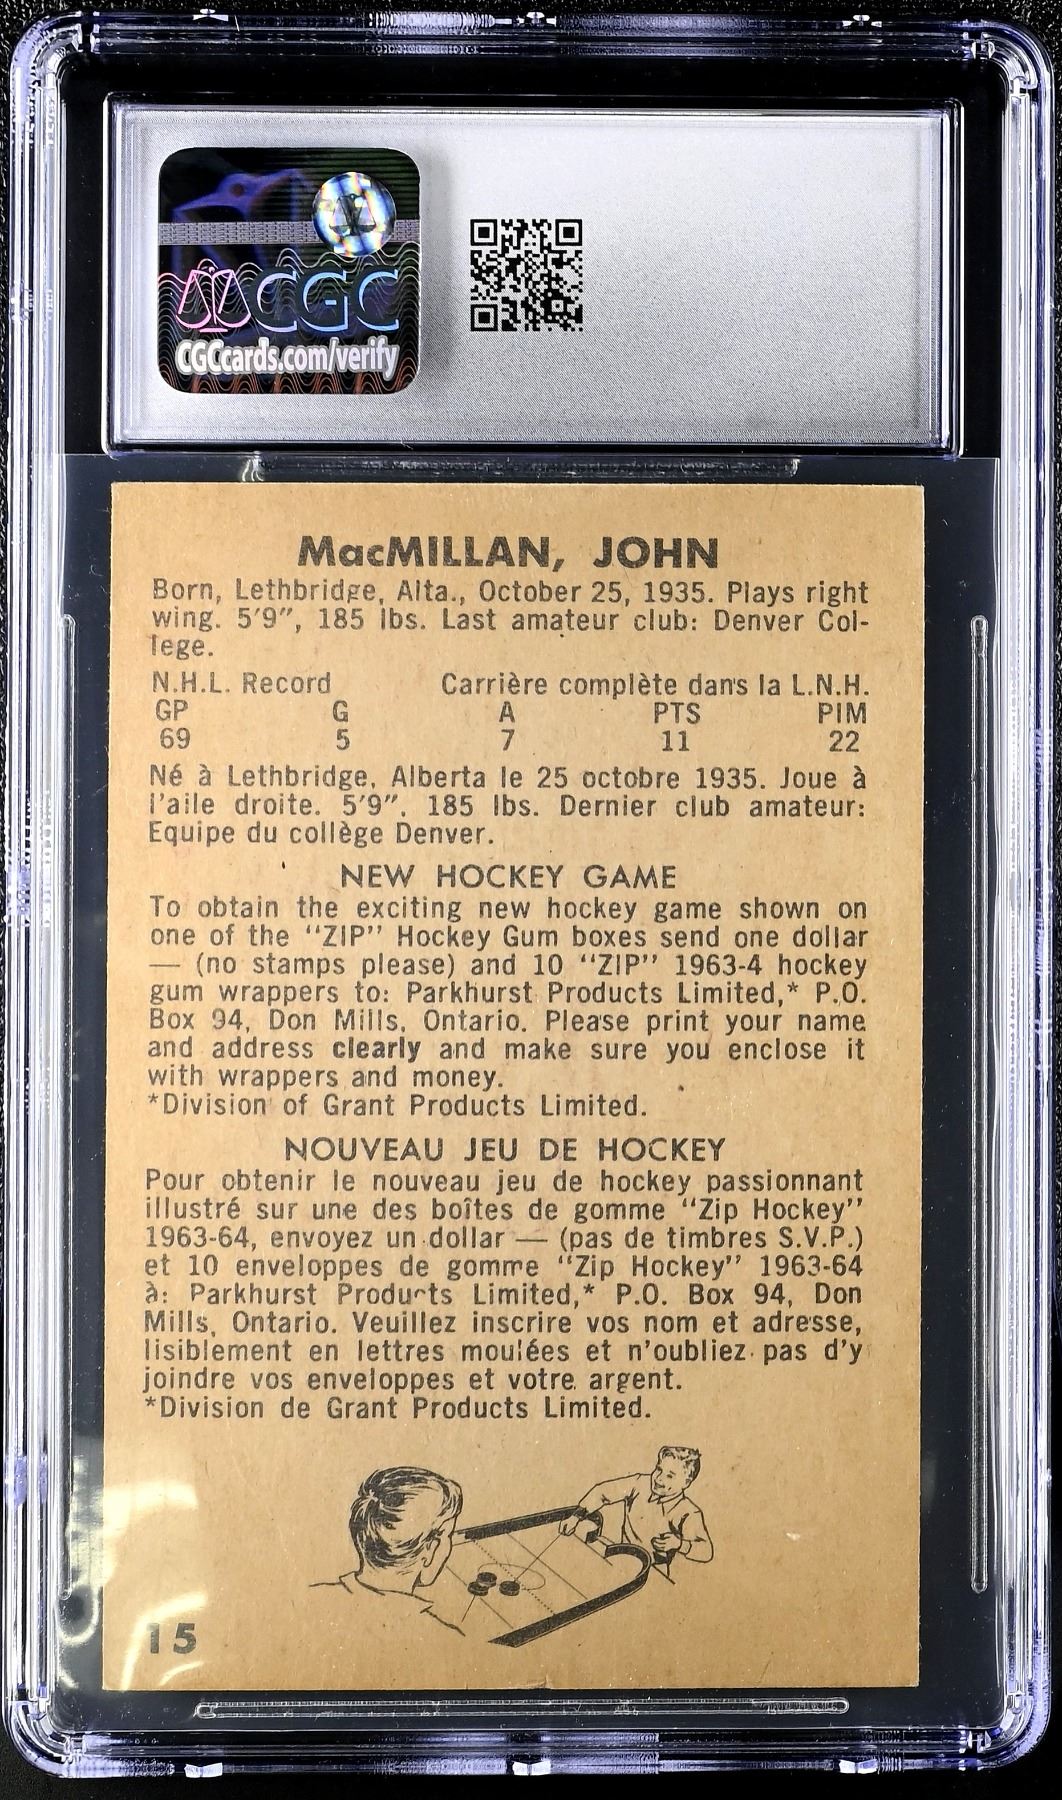 CGC
CGCcards.com/verify
MacMILLAN, JOHN
Born, Lethbridge, Alta., October 25, 1935. Plays right
wing. 5'9", 185 lbs. Last amateur club: Denver Col-
lege.
N.H.L. Record Carrière complète dans la L.N.H.
GP G A PTS PIM
69 5 7 11 22
Né à Lethbridge, Alberta le 25 octobre 1935. Joue à
l'aile droite. 5'9", 185 lbs. Dernier club amateur:
Equipe du collège Denver.
NEW HOCKEY GAME
To obtain the exciting new hockey game shown on
one of the "ZIP" Hockey Gum boxes send one dollar
— (no stamps please) and 10 "ZIP" 1963-4 hockey
gum wrappers to: Parkhurst Products Limited,* P.O.
Box 94, Don Mills, Ontario. Please print your name
and address clearly and make sure you enclose it
with wrappers and money.
*Division of Grant Products Limited.
NOUVEAU JEU DE HOCKEY
Pour obtenir le nouveau jeu de hockey passionnant
illustré sur une des boîtes de gomme "Zip Hockey"
1963-64, envoyez un dollar — (pas de timbres S.V.P.)
et 10 enveloppes de gomme "Zip Hockey" 1963-64
à: Parkhurst Products Limited,* P.O. Box 94, Don
Mills, Ontario. Veuillez inscrire vos nom et adresse,
lisiblement en lettres moulées et n'oubliez pas d'y
joindre vos enveloppes et votre argent.
*Division de Grant Products Limited.
15